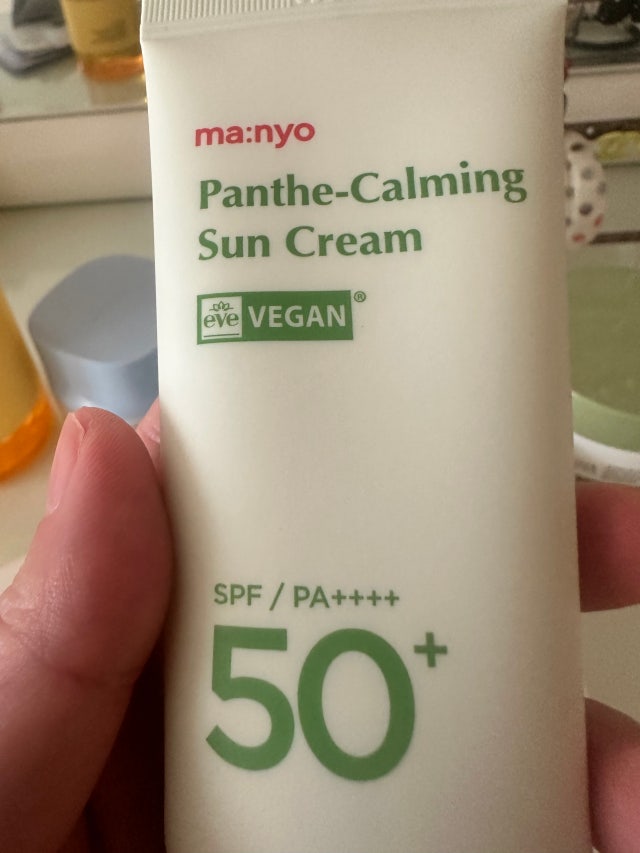 ma:nyo
Panthe-Calming
Sun Cream
eve VEGAN®
SPF / PA++++
50+